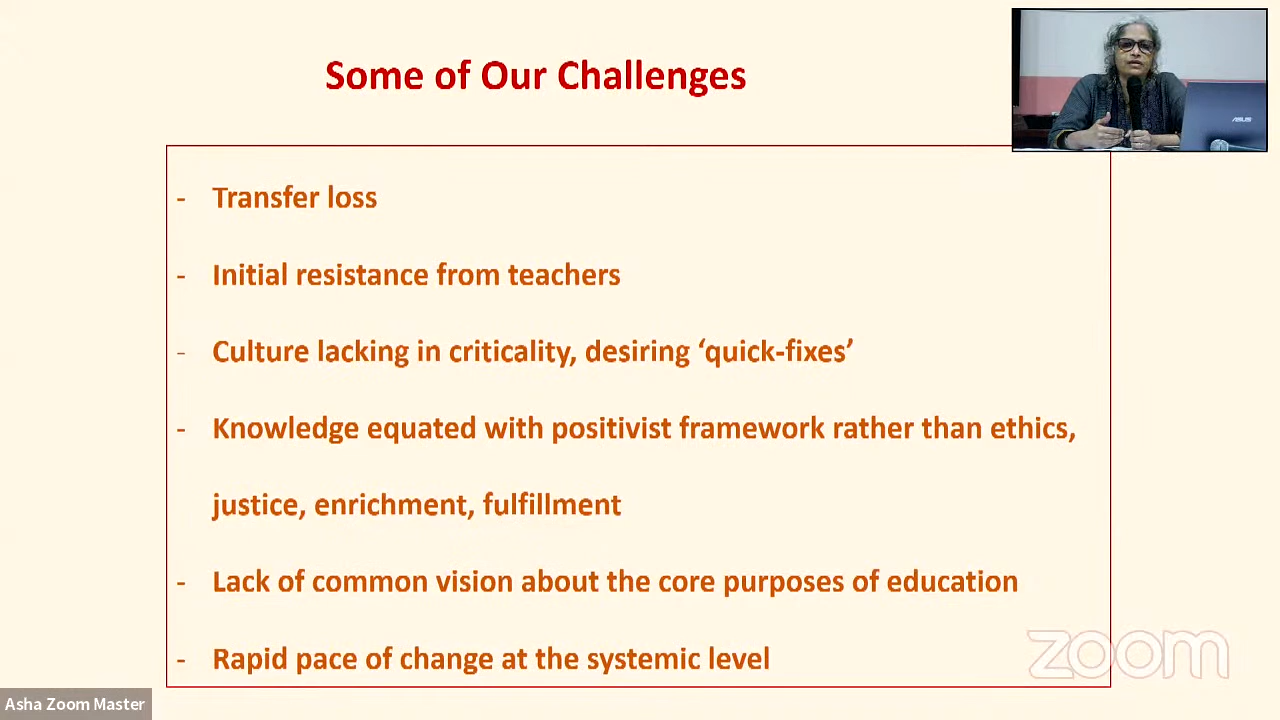 Some of Our Challenges
ASUS
- Transfer loss
- Initial resistance from teachers
- Culture lacking in criticality, desiring ‘quick-fixes’
- Knowledge equated with positivist framework rather than ethics,
justice, enrichment, fulfillment
- Lack of common vision about the core purposes of education
- Rapid pace of change at the systemic level
zoom
Asha Zoom Master